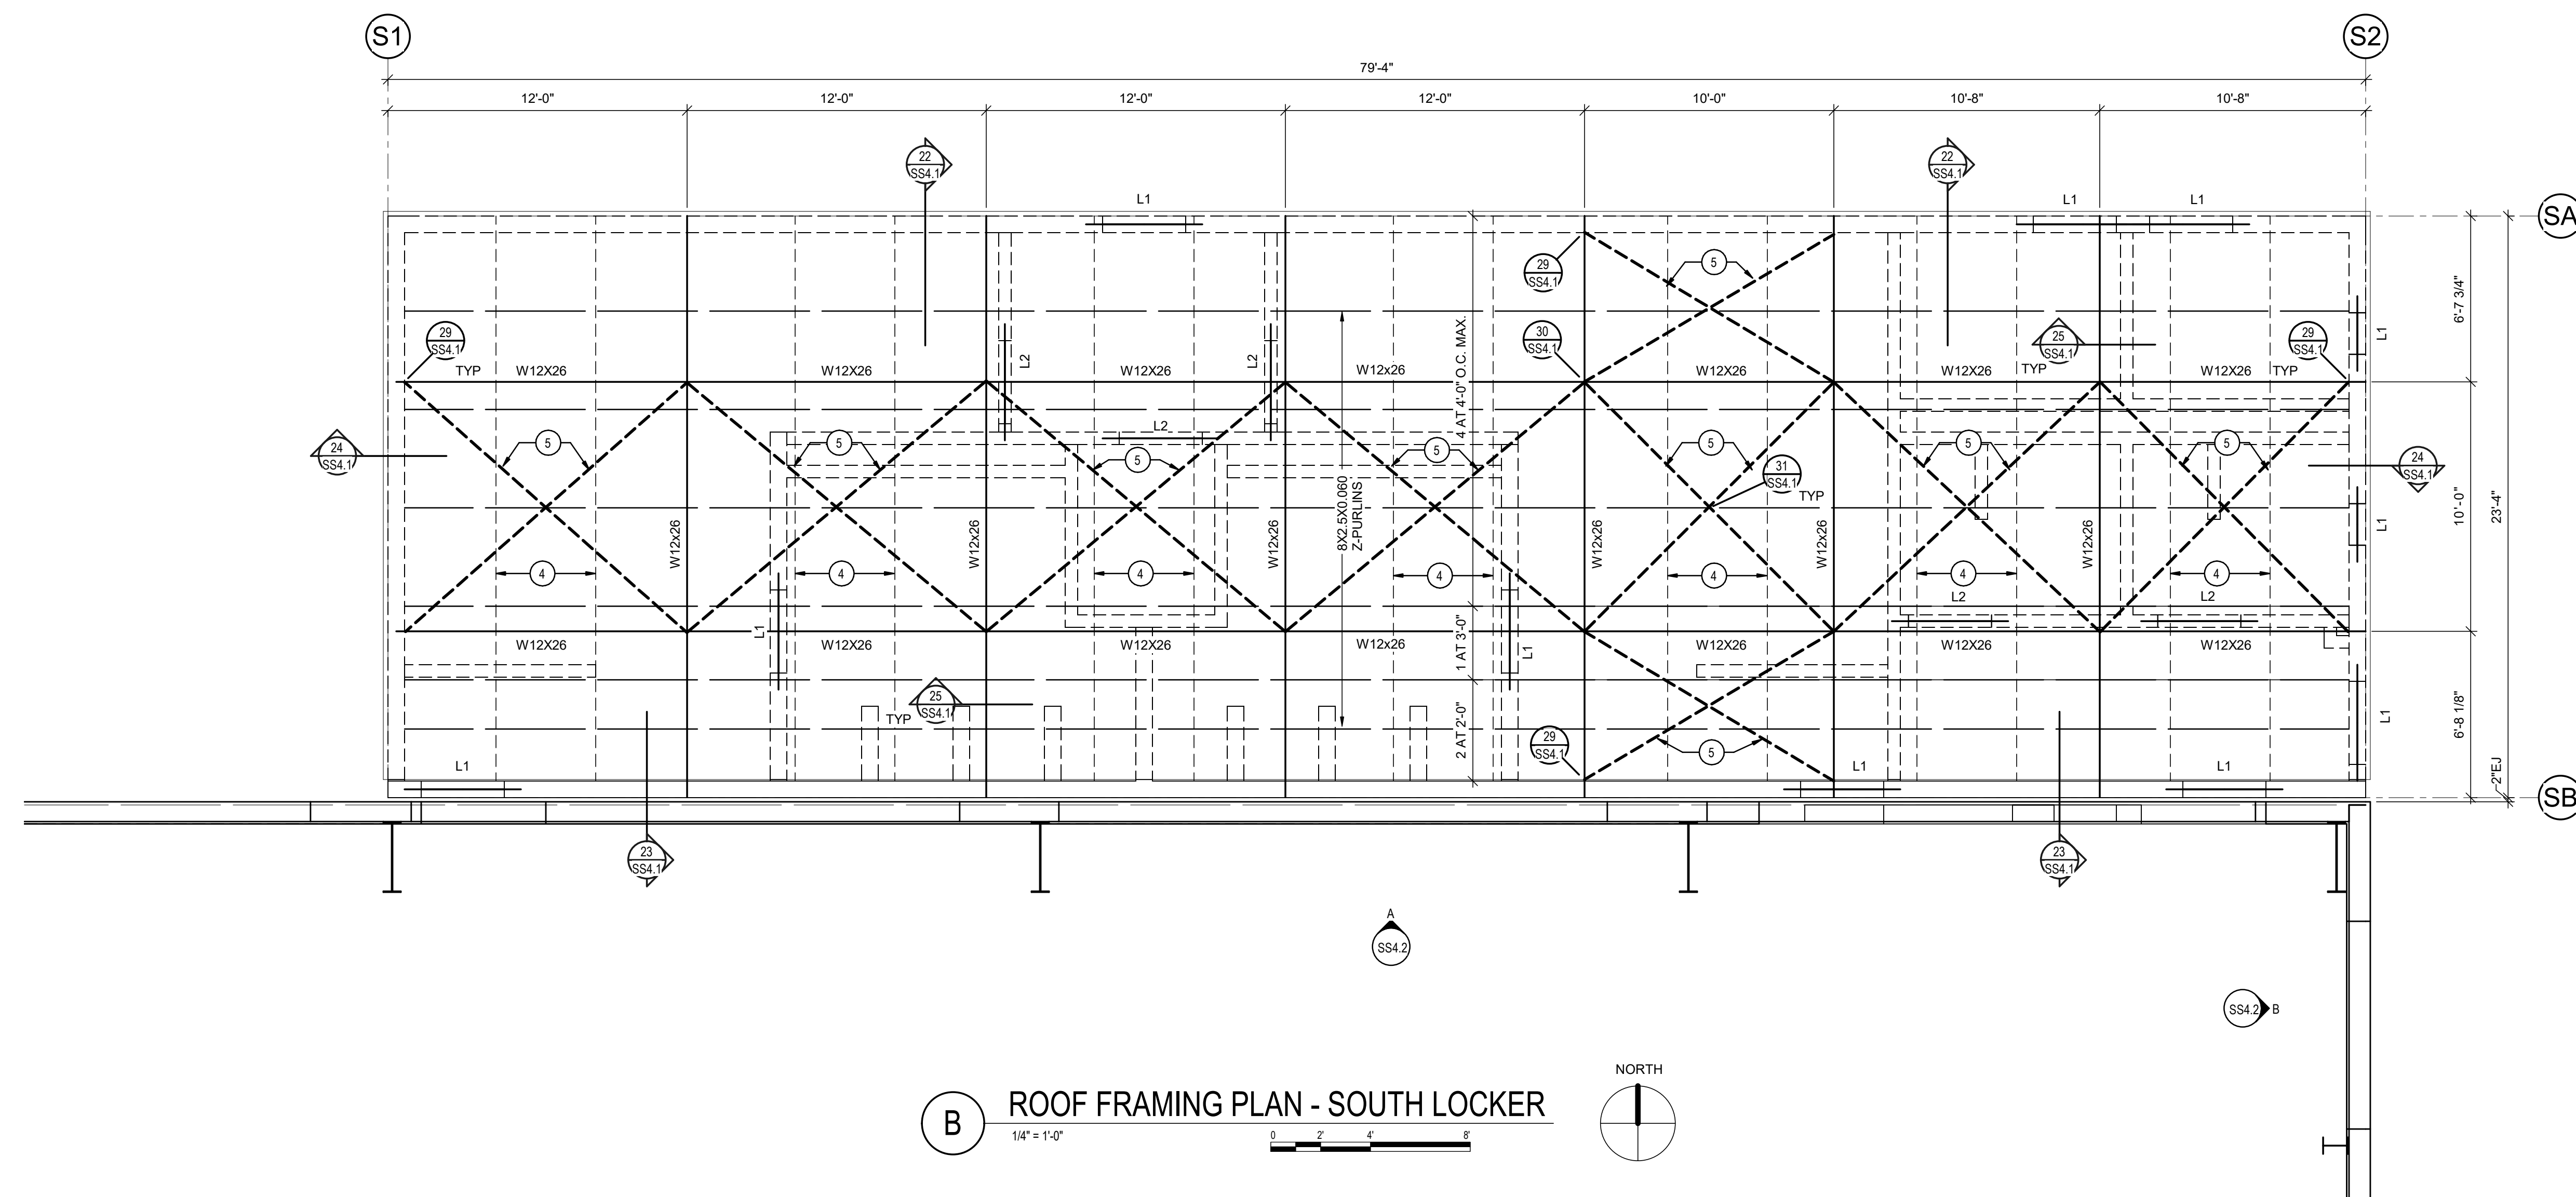 S1
S2
79'-4"
12'-0"
12'-0"
12'-0"
12'-0"
10'-0"
10'-8"
10'-8"
22
SS4.1
22
SS4.1
L1
L1
L1
SA
29
SS4.1
5
6'-7 3/4"
29
SS4.1
30
SS4.1
25
SS4.1
29
SS4.1
L1
L2
L2
4 AT 4'-0" O.C. MAX.
TYP
W12X26
W12X26
W12X26
W12x26
W12X26
W12X26
TYP
W12X26
TYP
24
SS4.1
5
5
L2
5
5
5
5
5
24
SS4.1
31
SS4.1
TYP
8X2.5X0.060
Z-PURLINS
W12x26
W12x26
W12x26
W12x26
W12x26
W12x26
L1
10'-0"
23'-4"
4
4
4
4
4
4
4
L2
L2
L1
W12X26
W12X26
W12X26
W12x26
1 AT 3'-0"
L1
W12X26
W12X26
W12X26
25
SS4.1
TYP
2 AT 2'-0"
29
SS4.1
5
L1
6'-8 1/8"
L1
L1
L1
2"EJ
SB
23
SS4.1
23
SS4.1
A
SS4.2
SS4.2
B
B
ROOF FRAMING PLAN - SOUTH LOCKER
1/4" = 1'-0"
0
2'
4'
8'
NORTH